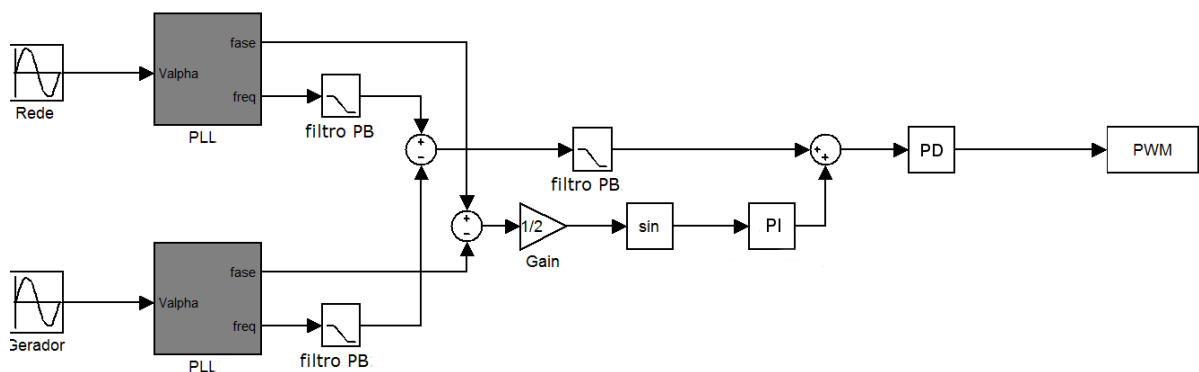 Rede
Valpha
fase
freq
PLL
filtro PB
+
−
filtro PB
+
+
PD
PWM
+
−
1/2
Gain
sin
PI
Gerador
Valpha
fase
freq
PLL
filtro PB